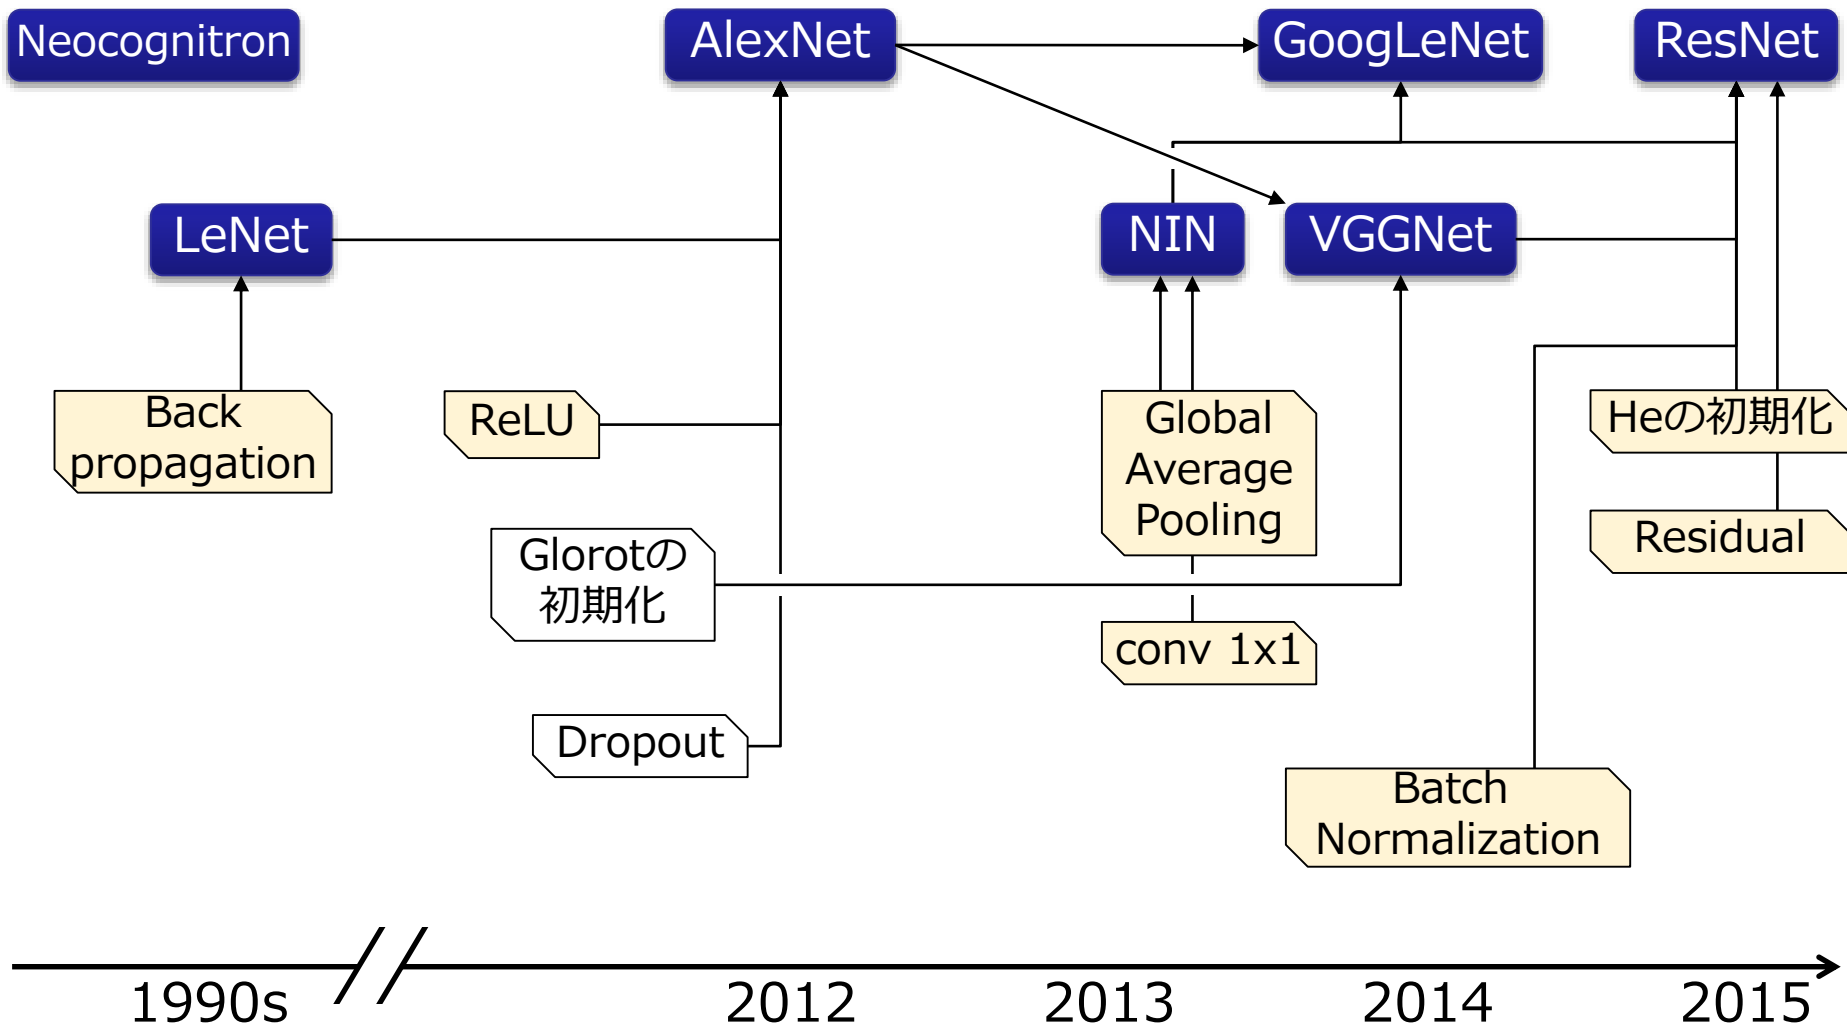 Neocognitron
AlexNet
GoogLeNet
ResNet
LeNet
NIN
VGGNet
Back
propagation
ReLU
Global
Average
Pooling
Heの初期化
Glorotの
初期化
Residual
conv 1x1
Dropout
Batch
Normalization
1990s
2012
2013
2014
2015